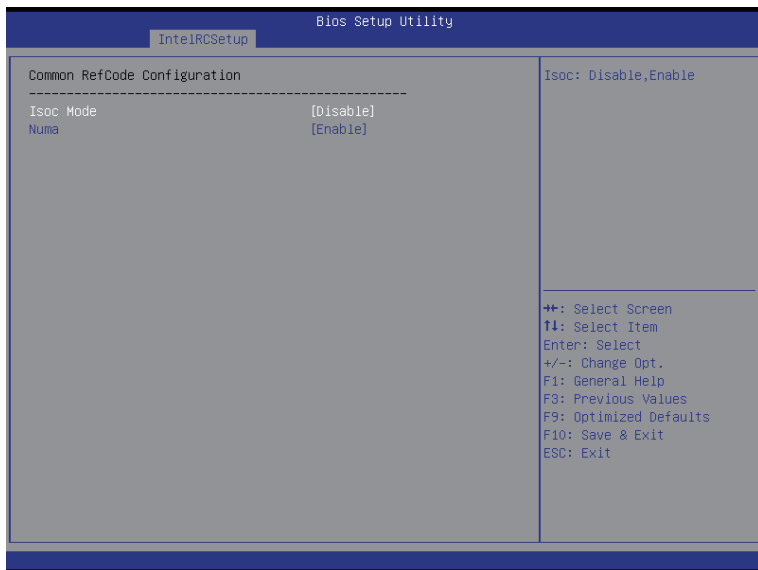 Bios Setup Utility
IntelRCSetup
Common RefCode Configuration
--------------------------------------------------
Isoc Mode [Disable]
Numa [Enable]
Isoc: Disable,Enable
→←: Select Screen
↑↓: Select Item
Enter: Select
+/-: Change Opt.
F1: General Help
F3: Previous Values
F9: Optimized Defaults
F10: Save & Exit
ESC: Exit